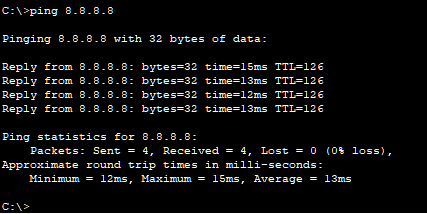 C:\>ping 8.8.8.8
Pinging 8.8.8.8 with 32 bytes of data:
Reply from 8.8.8.8: bytes=32 time=15ms TTL=126
Reply from 8.8.8.8: bytes=32 time=13ms TTL=126
Reply from 8.8.8.8: bytes=32 time=12ms TTL=126
Reply from 8.8.8.8: bytes=32 time=13ms TTL=126
Ping statistics for 8.8.8.8:
    Packets: Sent = 4, Received = 4, Lost = 0 (0% loss),
Approximate round trip times in milli-seconds:
    Minimum = 12ms, Maximum = 15ms, Average = 13ms
C:\>